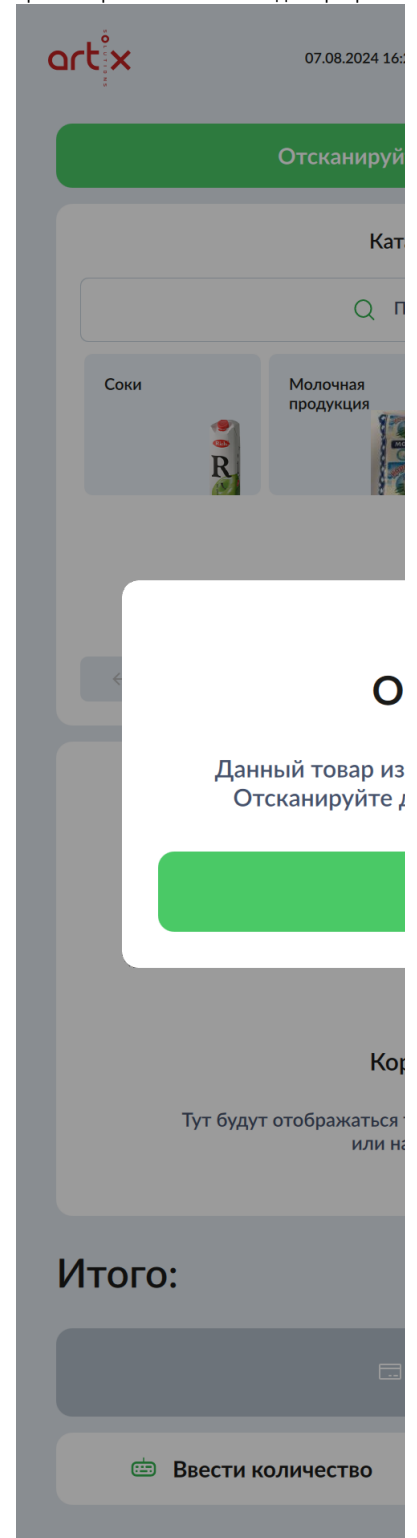 artix
07.08.2024 16:
Отсканируй
Ката
П
Соки
Молочная
продукция
R
О
Данный товар из
Отсканируйте д
Кор
Тут будут отображаться
или на
Итого:
Ввести количество